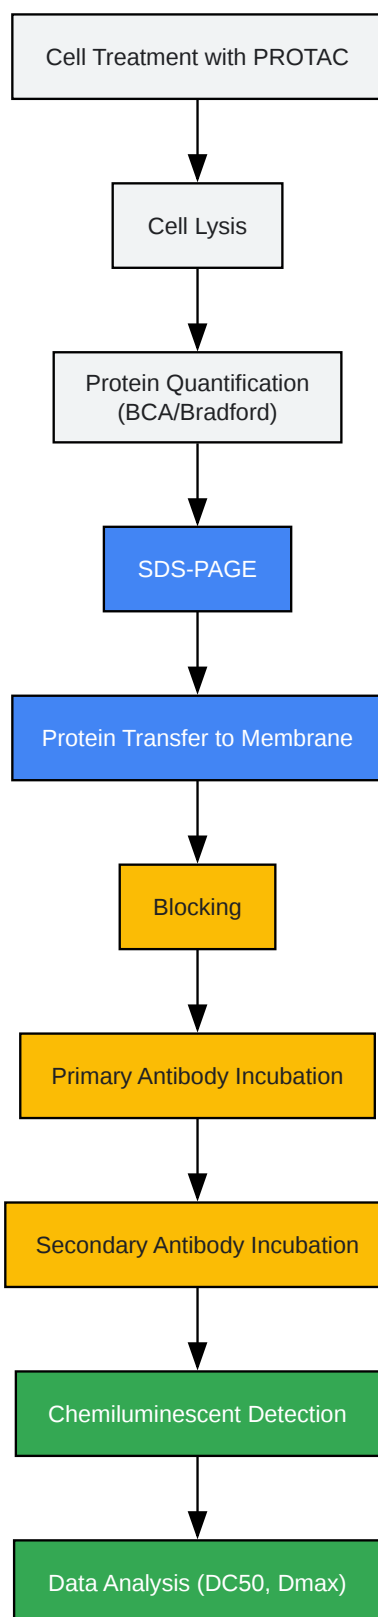 Cell Treatment with PROTAC
Cell Lysis
Protein Quantification
(BCA/Bradford)
SDS-PAGE
Protein Transfer to Membrane
Blocking
Primary Antibody Incubation
Secondary Antibody Incubation
Chemiluminescent Detection
Data Analysis (DC50, Dmax)